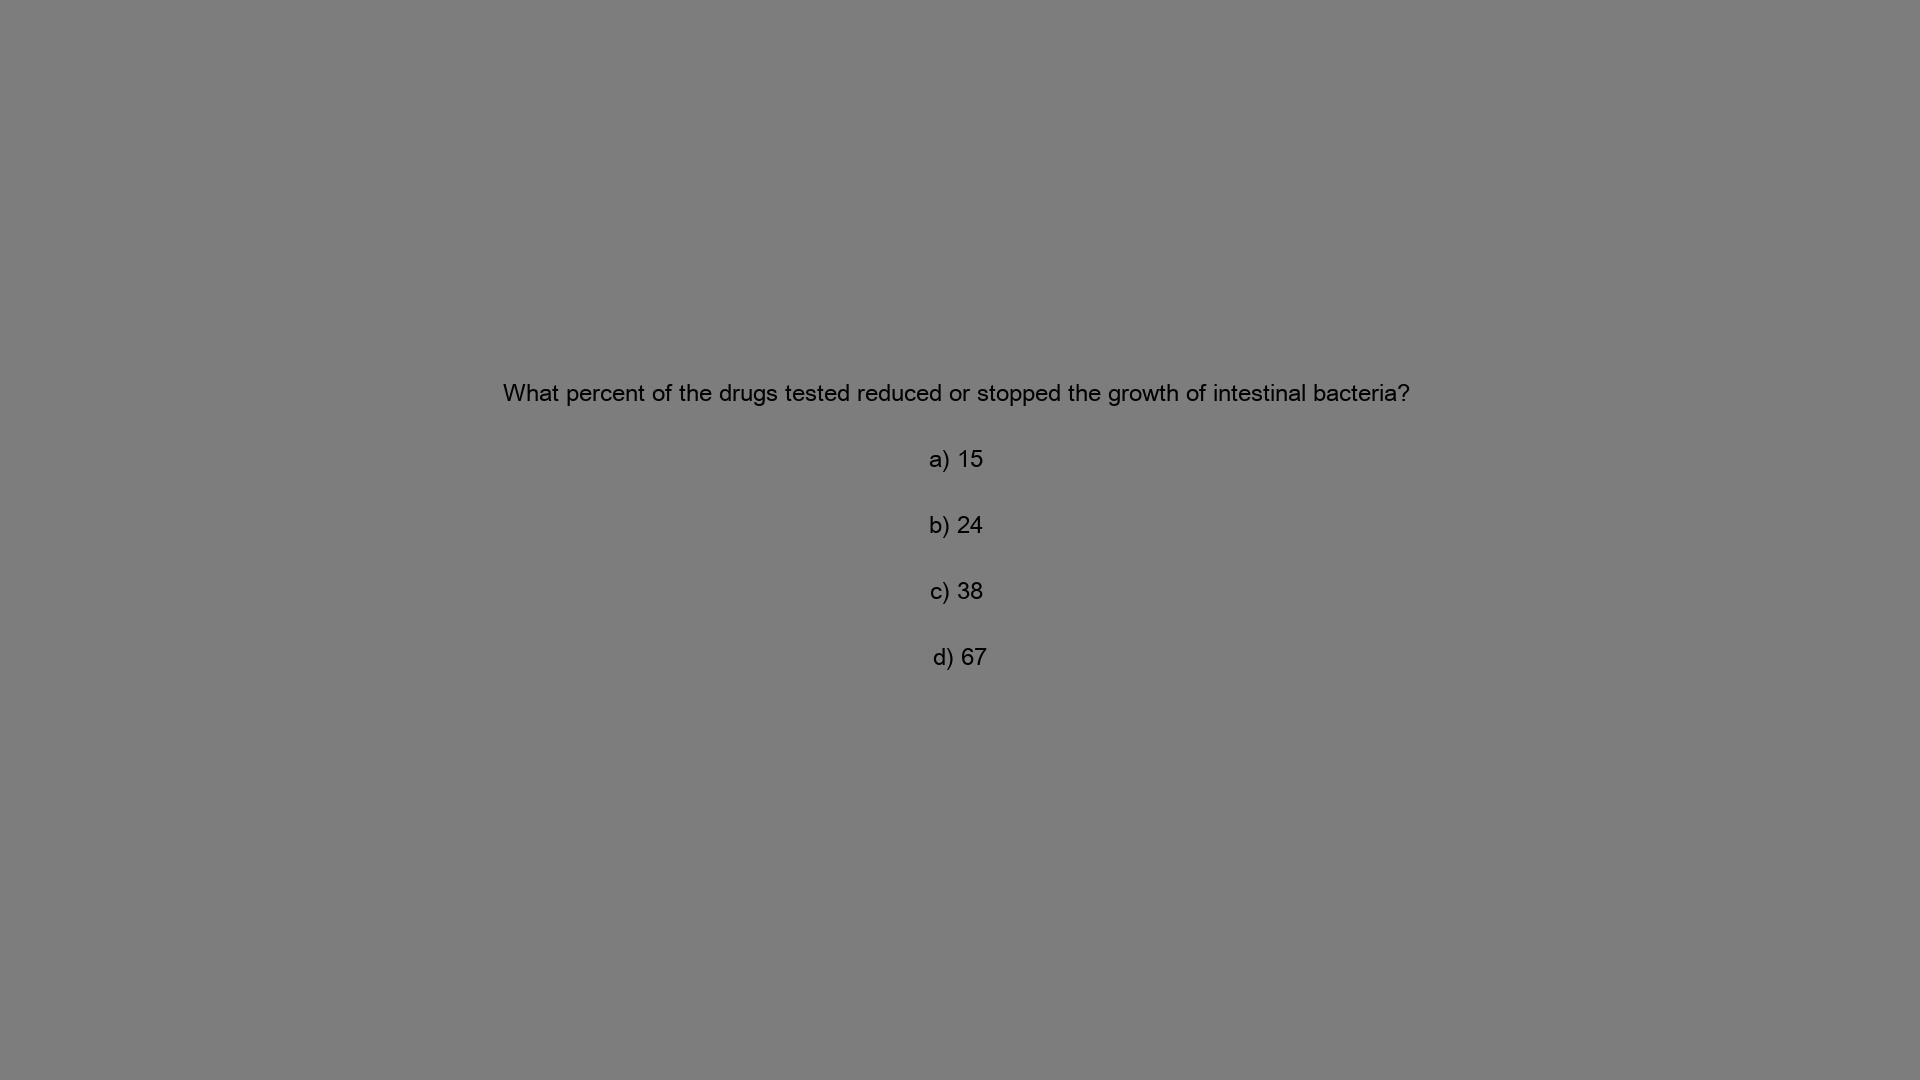 What percent of the drugs tested reduced or stopped the growth of intestinal bacteria?
a) 15
b) 24
c) 38
d) 67